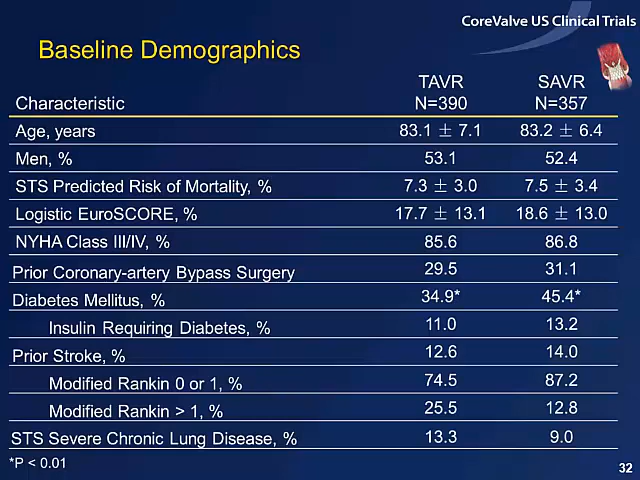 CoreValve US Clinical Trials
Baseline Demographics
TAVR SAVR
Characteristic N=390 N=357
Age, years 83.1 ± 7.1 83.2 ± 6.4
Men, % 53.1 52.4
STS Predicted Risk of Mortality, % 7.3 ± 3.0 7.5 ± 3.4
Logistic EuroSCORE, % 17.7 ± 13.1 18.6 ± 13.0
NYHA Class III/IV, % 85.6 86.8
Prior Coronary-artery Bypass Surgery 29.5 31.1
Diabetes Mellitus, % 34.9* 45.4*
Insulin Requiring Diabetes, % 11.0 13.2
Prior Stroke, % 12.6 14.0
Modified Rankin 0 or 1, % 74.5 87.2
Modified Rankin > 1, % 25.5 12.8
STS Severe Chronic Lung Disease, % 13.3 9.0
*P < 0.01
32